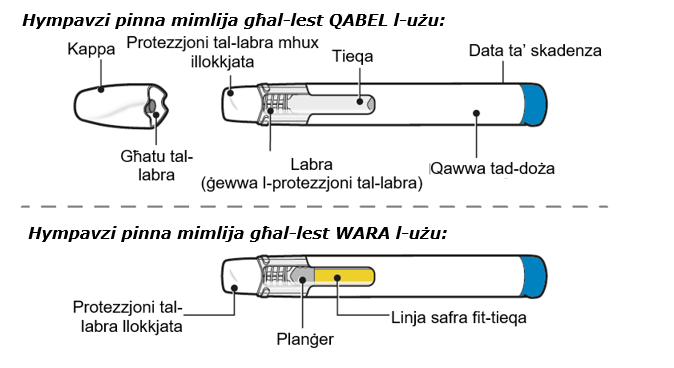 Hympavzi pinna mimlija għal-lest QABEL l-użu:
Kappa
Protezzjoni tal-labra mhux
illokkjata
Tieqa
Data ta’ skadenza
Għatu tal-
labra
Labra
(ġewwa l-protezzjoni tal-labra)
Qawwa tad-doża
Hympavzi pinna mimlija għal-lest WARA l-użu:
Protezzjoni tal-
labra llokkjata
Planġer
Linja safra fit-tieqa